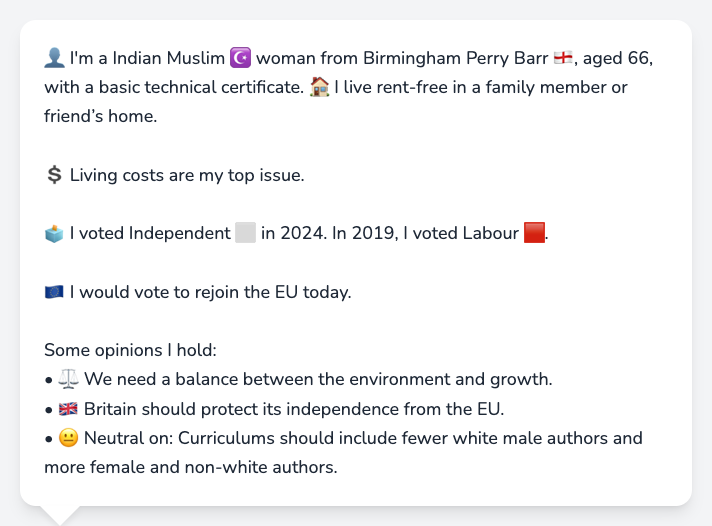 👤 I'm a Indian Muslim ☪️ woman from Birmingham Perry Barr 🏴󠁧󠁢󠁥󠁮󠁧󠁿, aged 66,
with a basic technical certificate. 🏠 I live rent-free in a family member or
friend’s home.
💲 Living costs are my top issue.
🗳️ I voted Independent ⬜ in 2024. In 2019, I voted Labour 🟥.
🇪🇺 I would vote to rejoin the EU today.
Some opinions I hold:
• ⚖️ We need a balance between the environment and growth.
• 🇬🇧 Britain should protect its independence from the EU.
• 😐 Neutral on: Curriculums should include fewer white male authors and
more female and non-white authors.